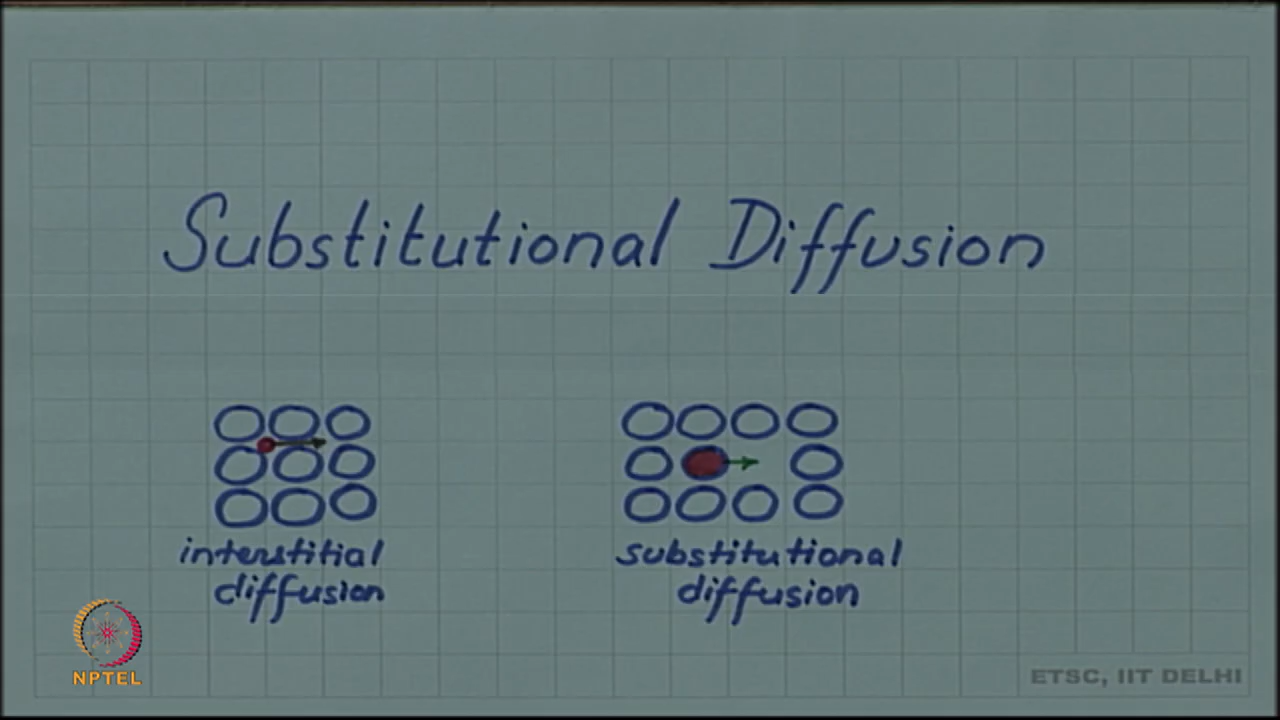 Substitutional Diffusion
interstitial
diffusion
substitutional
diffusion
NPTEL
ETSC, IIT DELHI